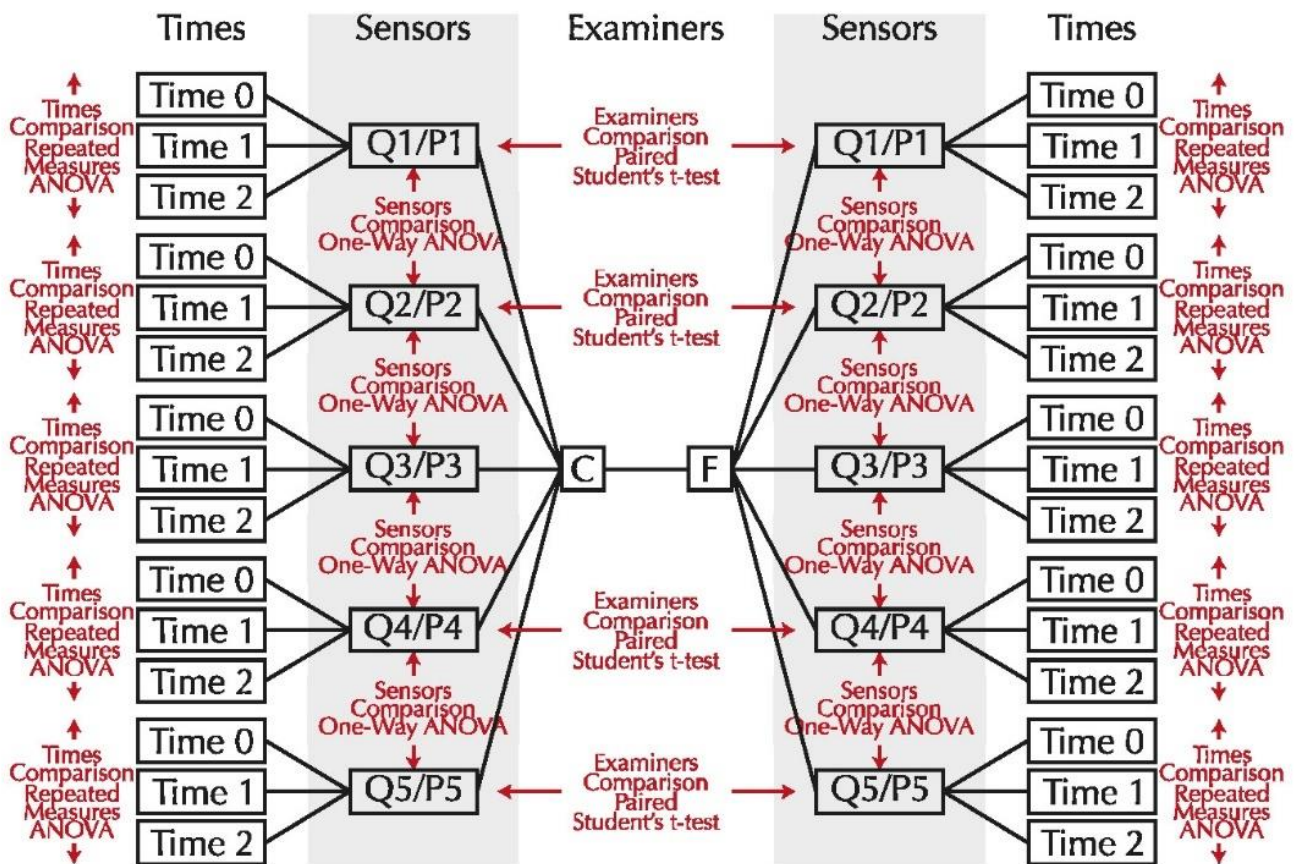 Times Sensors Examiners Sensors Times
Times
Comparison
Repeated
Measures
ANOVA
Time 0
Time 1
Time 2
Q1/P1
Examiners
Comparison
Paired
Student's t-test
Q1/P1
Time 0
Time 1
Time 2
Times
Comparison
Repeated
Measures
ANOVA
Sensors
Comparison
One-Way ANOVA
Sensors
Comparison
One-Way ANOVA
Times
Comparison
Repeated
Measures
ANOVA
Time 0
Time 1
Time 2
Q2/P2
Examiners
Comparison
Paired
Student's t-test
Q2/P2
Time 0
Time 1
Time 2
Times
Comparison
Repeated
Measures
ANOVA
Sensors
Comparison
One-Way ANOVA
Sensors
Comparison
One-Way ANOVA
Times
Comparison
Repeated
Measures
ANOVA
Time 0
Time 1
Time 2
Q3/P3
C
F
Q3/P3
Time 0
Time 1
Time 2
Times
Comparison
Repeated
Measures
ANOVA
Sensors
Comparison
One-Way ANOVA
Sensors
Comparison
One-Way ANOVA
Times
Comparison
Repeated
Measures
ANOVA
Time 0
Time 1
Time 2
Q4/P4
Examiners
Comparison
Paired
Student's t-test
Q4/P4
Time 0
Time 1
Time 2
Times
Comparison
Repeated
Measures
ANOVA
Sensors
Comparison
One-Way ANOVA
Sensors
Comparison
One-Way ANOVA
Times
Comparison
Repeated
Measures
ANOVA
Time 0
Time 1
Time 2
Q5/P5
Examiners
Comparison
Paired
Student's t-test
Q5/P5
Time 0
Time 1
Time 2
Times
Comparison
Repeated
Measures
ANOVA